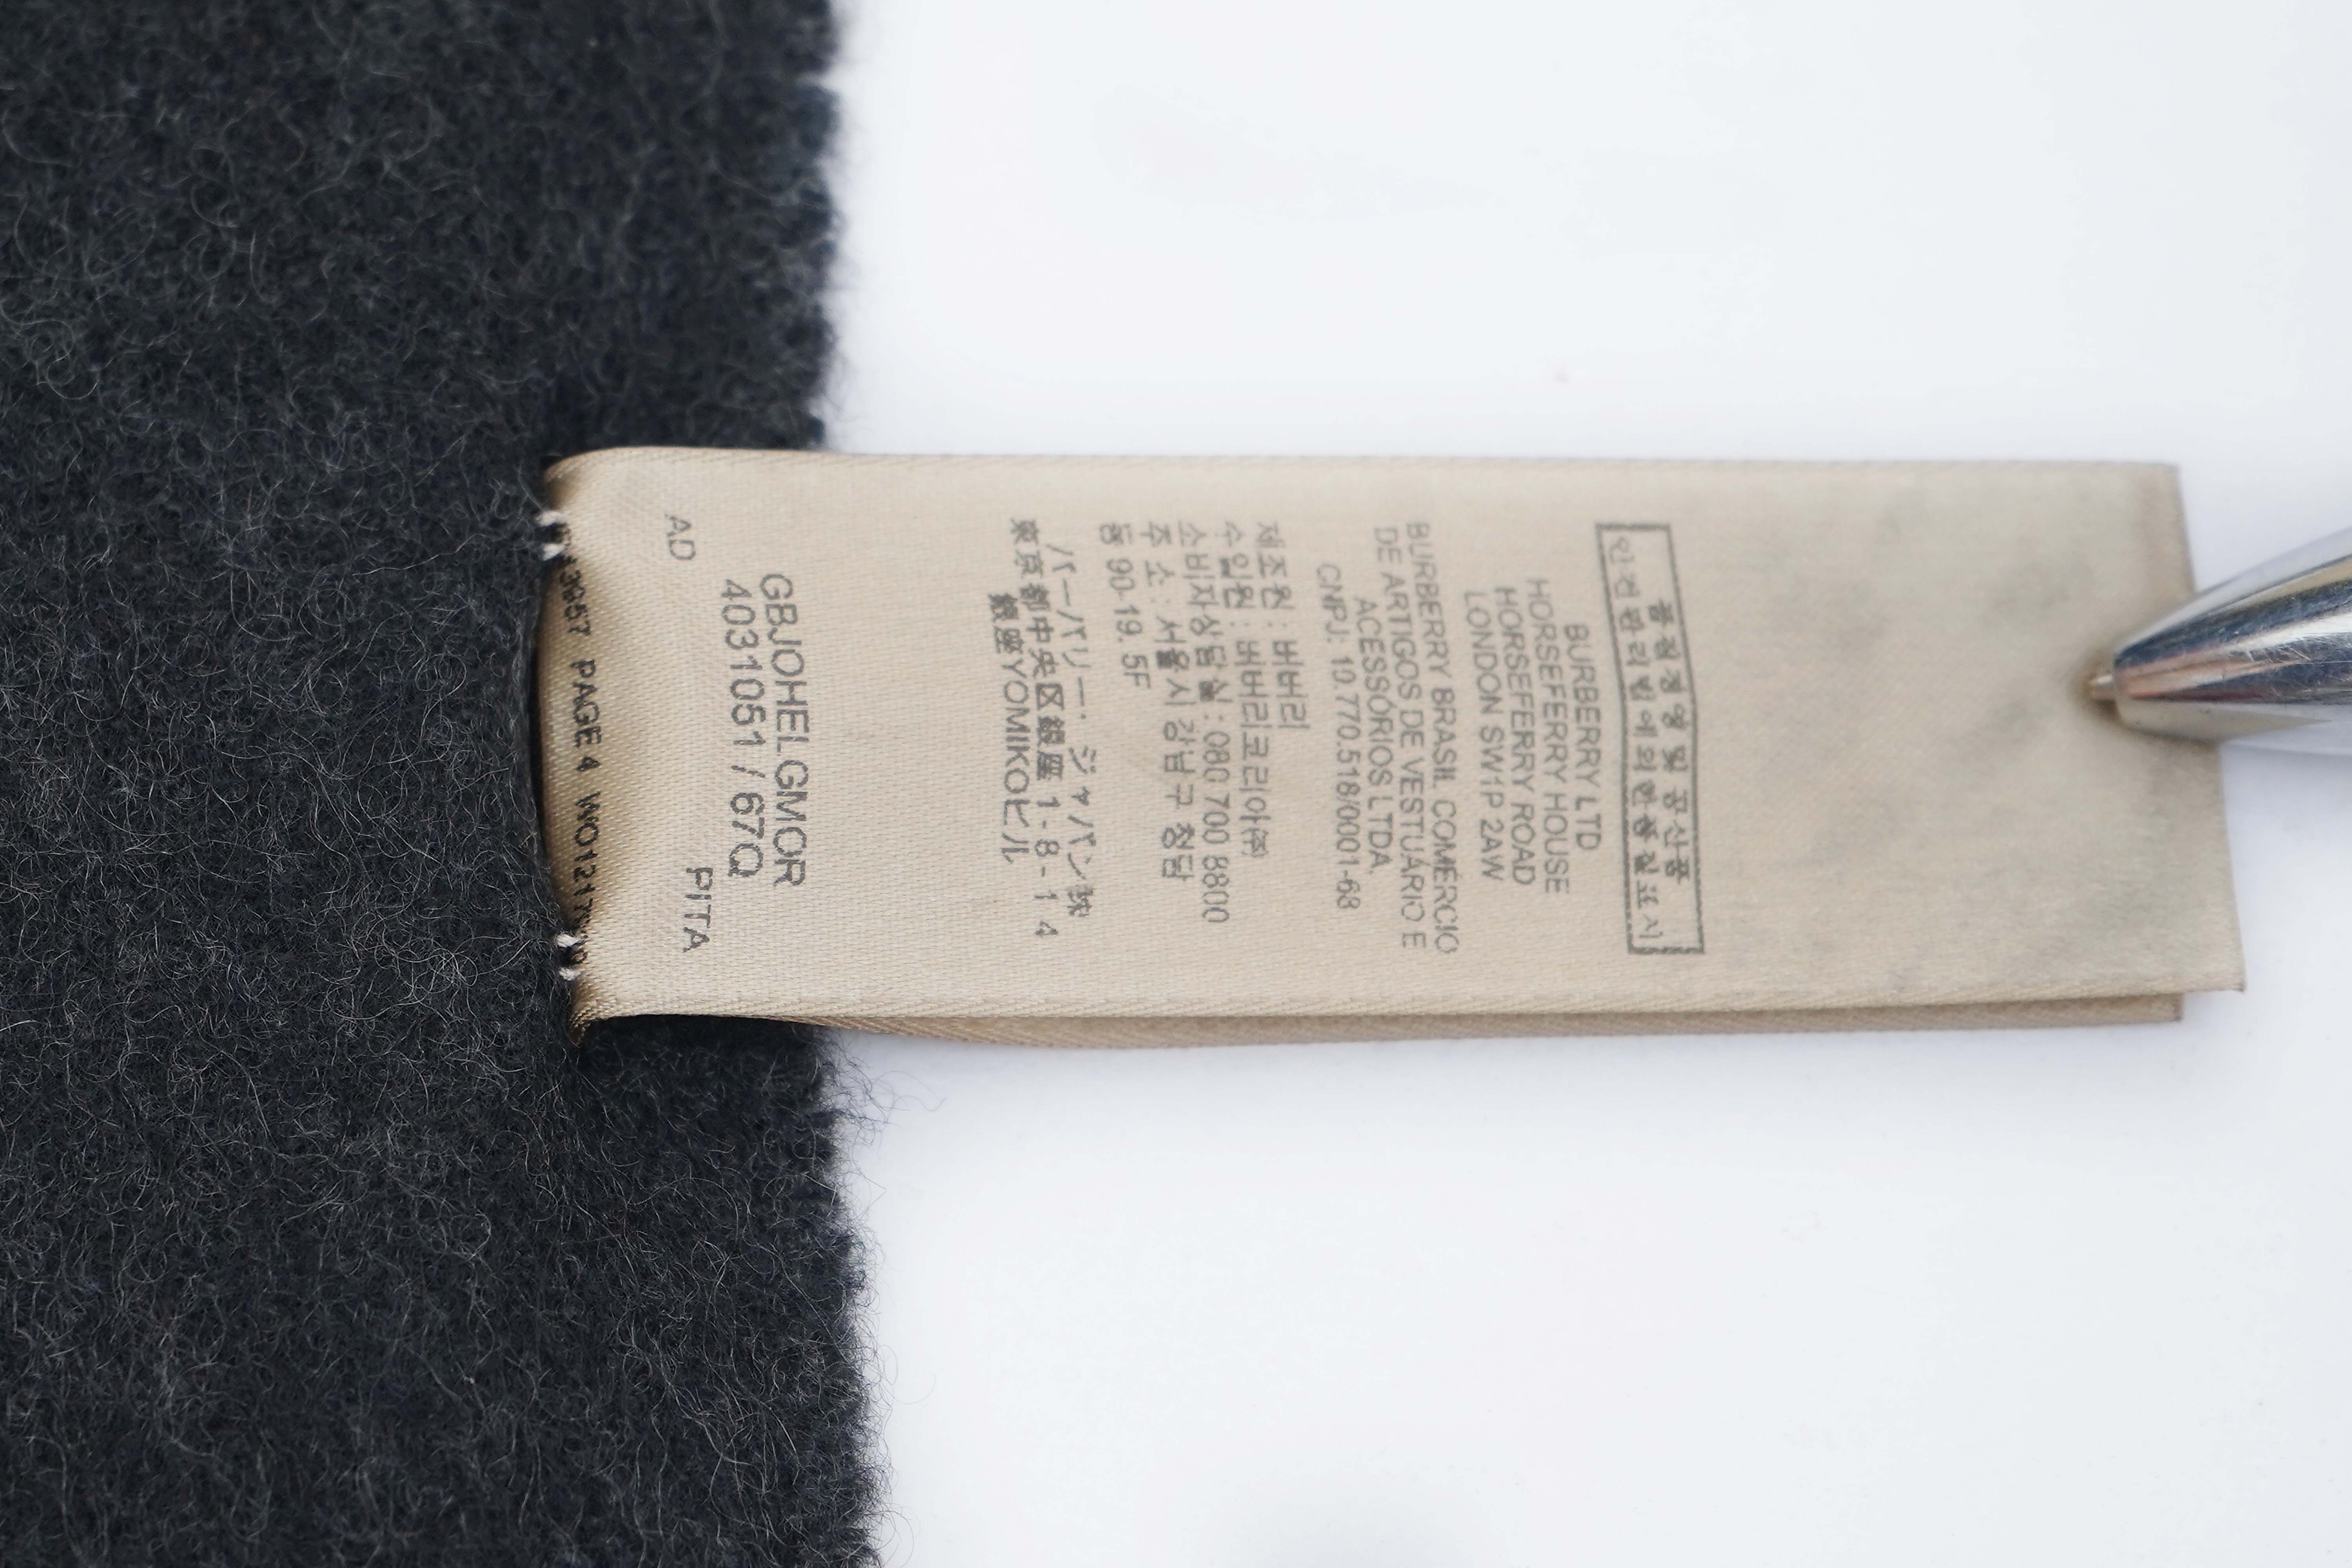 품질경영 및 공산품
안전관리법에 의한 품질표시
BURBERRY LTD
HORSEFERRY HOUSE
HORSEFERRY ROAD
LONDON SW1P 2AW
BURBERRY BRASIL COMÉRCIO
DE ARTIGOS DE VESTUÁRIO E
ACESSÓRIOS LTDA.
CNPJ: 10.770.518/0001-68
제조원 : 버버리
수입원 : 버버리코리아㈜
소비자상담실 : 080 700 8800
주 소 : 서울시 강남구 청담
동 90-19. 5F
バーバリー・ジャパン㈱
東京都中央区銀座1-8-14
銀座YOMIKOビル
GBJOHELGMOR
4031051 / 67Q
AD PITA
PAGE 4